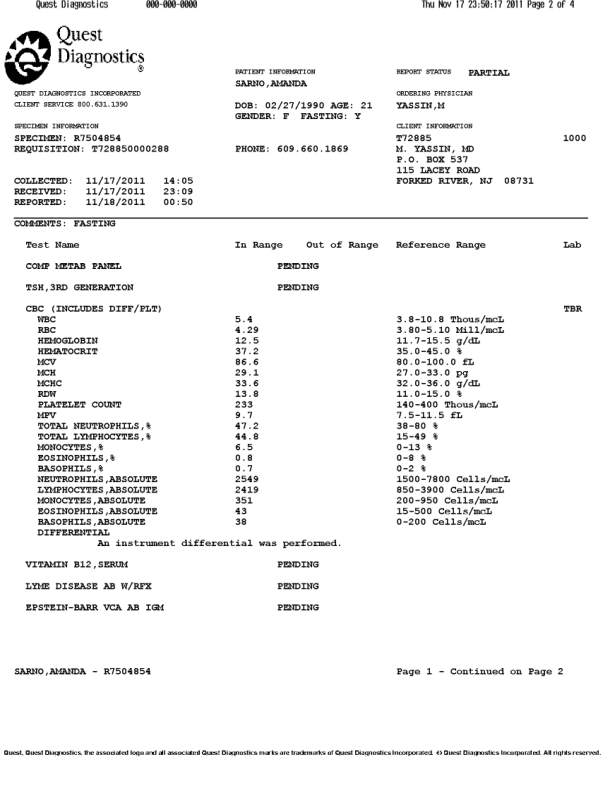 Quest Diagnostics 000-000-0000 Thu Nov 17 23:50:17 2011 Page 2 of 4
Quest
Diagnostics
®
PATIENT INFORMATION REPORT STATUS PARTIAL
SARNO,AMANDA
QUEST DIAGNOSTICS INCORPORATED ORDERING PHYSICIAN
CLIENT SERVICE 800.631.1390 DOB: 02/27/1990 AGE: 21 YASSIN,M
GENDER: F FASTING: Y
SPECIMEN INFORMATION CLIENT INFORMATION
SPECIMEN: R7504854 T72885 1000
REQUISITION: T728850000288 PHONE: 609.660.1869 M. YASSIN, MD
P.O. BOX 537
115 LACEY ROAD
COLLECTED: 11/17/2011 14:05 FORKED RIVER, NJ 08731
RECEIVED: 11/17/2011 23:09
REPORTED: 11/18/2011 00:50
COMMENTS: FASTING
Test Name In Range Out of Range Reference Range Lab
COMP METAB PANEL PENDING
TSH,3RD GENERATION PENDING
CBC (INCLUDES DIFF/PLT) TBR
WBC 5.4 3.8-10.8 Thous/mcL
RBC 4.29 3.80-5.10 Mill/mcL
HEMOGLOBIN 12.5 11.7-15.5 g/dL
HEMATOCRIT 37.2 35.0-45.0 %
MCV 86.6 80.0-100.0 fL
MCH 29.1 27.0-33.0 pg
MCHC 33.6 32.0-36.0 g/dL
RDW 13.8 11.0-15.0 %
PLATELET COUNT 233 140-400 Thous/mcL
MPV 9.7 7.5-11.5 fL
TOTAL NEUTROPHILS,% 47.2 38-80 %
TOTAL LYMPHOCYTES,% 44.8 15-49 %
MONOCYTES,% 6.5 0-13 %
EOSINOPHILS,% 0.8 0-8 %
BASOPHILS,% 0.7 0-2 %
NEUTROPHILS,ABSOLUTE 2549 1500-7800 Cells/mcL
LYMPHOCYTES,ABSOLUTE 2419 850-3900 Cells/mcL
MONOCYTES,ABSOLUTE 351 200-950 Cells/mcL
EOSINOPHILS,ABSOLUTE 43 15-500 Cells/mcL
BASOPHILS,ABSOLUTE 38 0-200 Cells/mcL
DIFFERENTIAL
An instrument differential was performed.
VITAMIN B12,SERUM PENDING
LYME DISEASE AB W/RFX PENDING
EPSTEIN-BARR VCA AB IGM PENDING
SARNO,AMANDA - R7504854 Page 1 - Continued on Page 2
Quest, Quest Diagnostics, the associated logo and all associated Quest Diagnostics marks are trademarks of Quest Diagnostics Incorporated. © Quest Diagnostics Incorporated. All rights reserved.